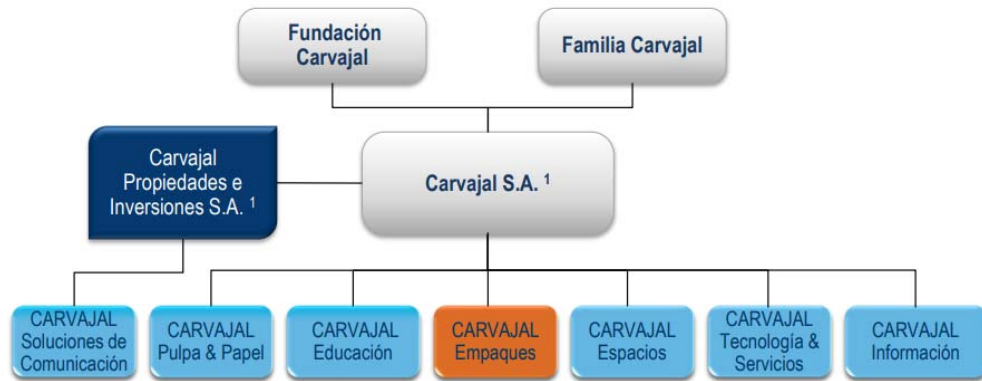 Fundación
Carvajal
Familia Carvajal
Carvajal
Propiedades e
Inversiones S.A. ¹
Carvajal S.A. ¹
CARVAJAL
Soluciones de
Comunicación
CARVAJAL
Pulpa & Papel
CARVAJAL
Educación
CARVAJAL
Empaques
CARVAJAL
Espacios
CARVAJAL
Tecnología &
Servicios
CARVAJAL
Información